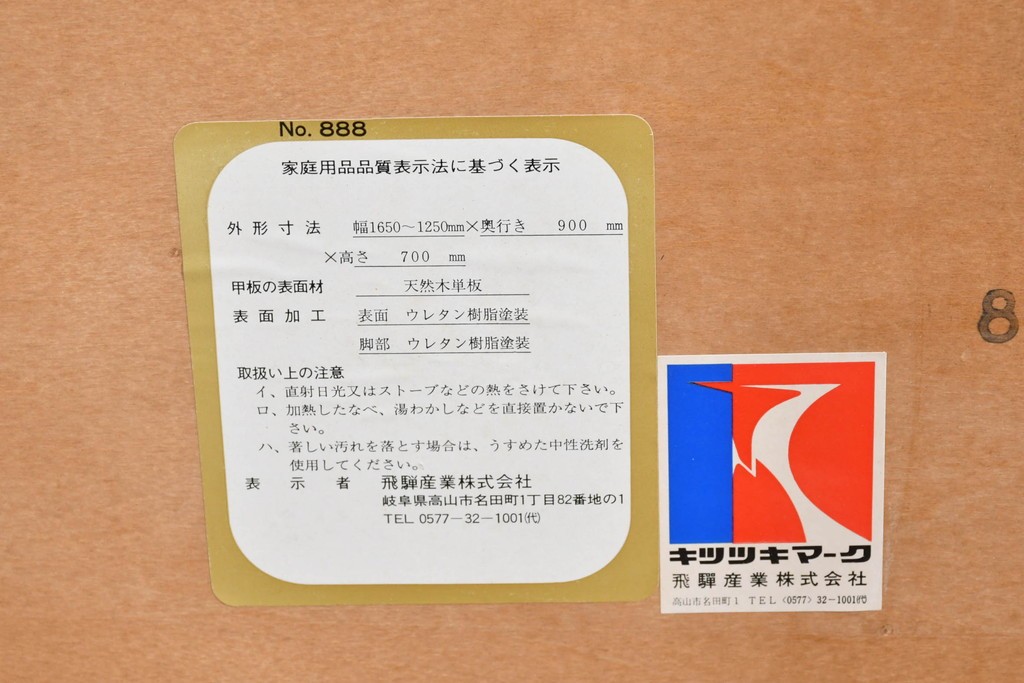 No. 888
家庭用品品質表示法に基づく表示
外形寸法 幅1650〜1250mm×奥行き 900 mm
×高さ 700 mm
甲板の表面材 天然木単板
表面加工 表面 ウレタン樹脂塗装
脚部 ウレタン樹脂塗装
取扱い上の注意
イ、直射日光又はストーブなどの熱をさけて下さい。
ロ、加熱したなべ、湯わかしなどを直接置かないで下
さい。
ハ、著しい汚れを落とす場合は、うすめた中性洗剤を
使用してください。
表示者 飛騨産業株式会社
岐阜県高山市名田町1丁目82番地の1
TEL 0577-32-1001㈹
8
キツツキマーク
飛騨産業株式会社
高山市名田町1 TEL〈0577〉32-1001㈹